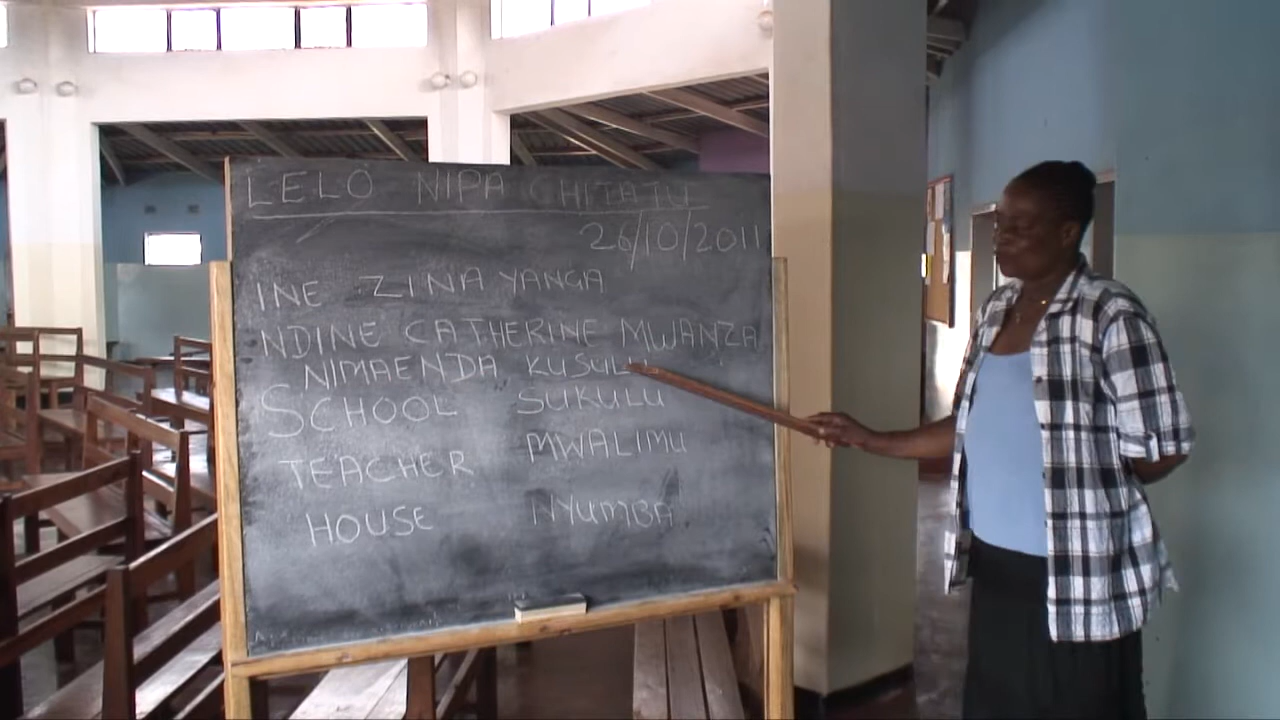 LELO NIPA CHITATU
26/10/2011
INE ZINA YANGA
NDINE CATHERINE MWANZA
NIMAENDA KUSUKULU
SCHOOL SUKULU
TEACHER MWALIMU
HOUSE NYUMBA